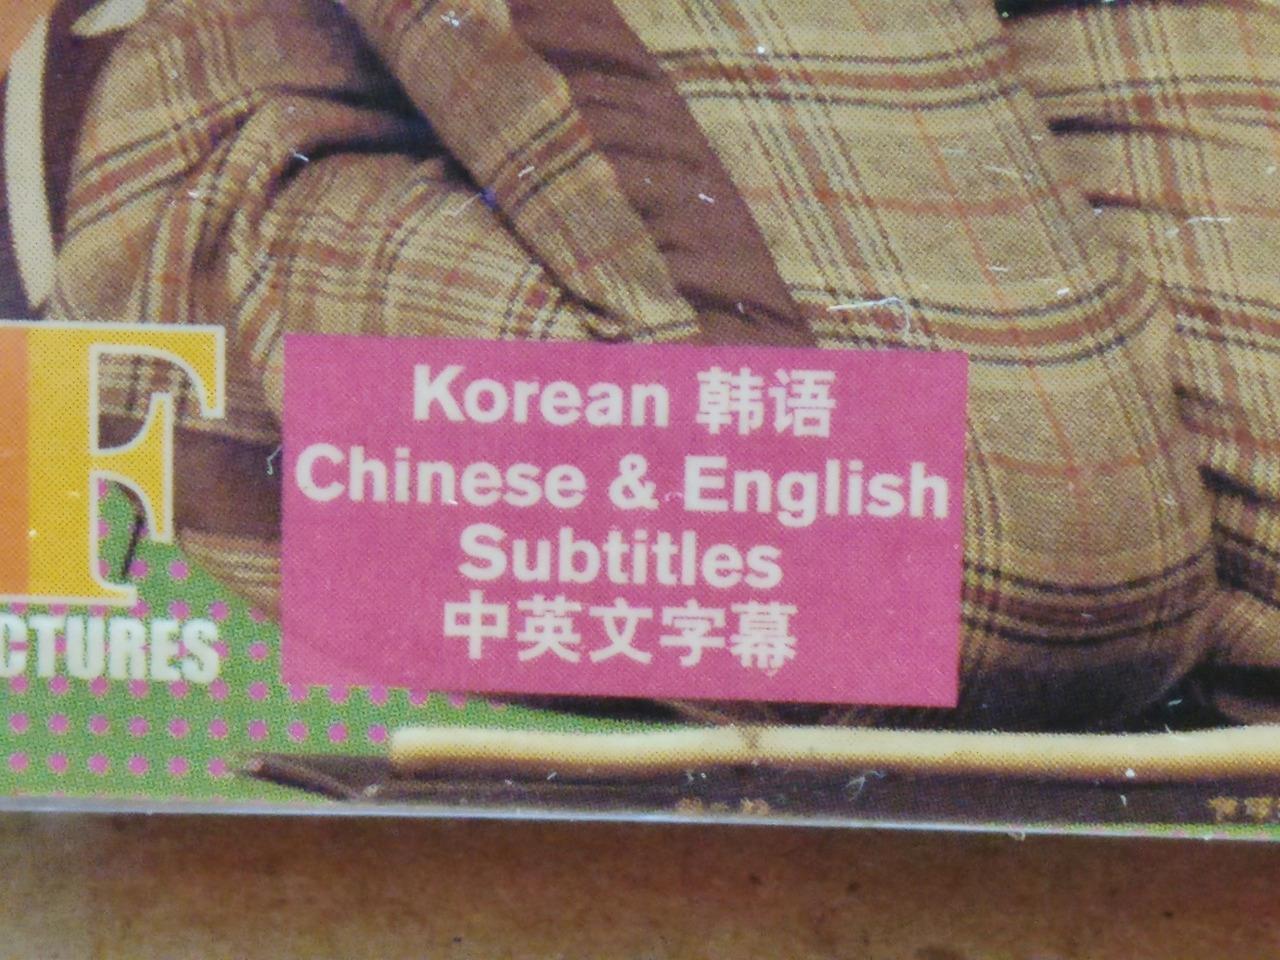 F
Korean 韩语
Chinese & English
Subtitles
中英文字幕
CTURES